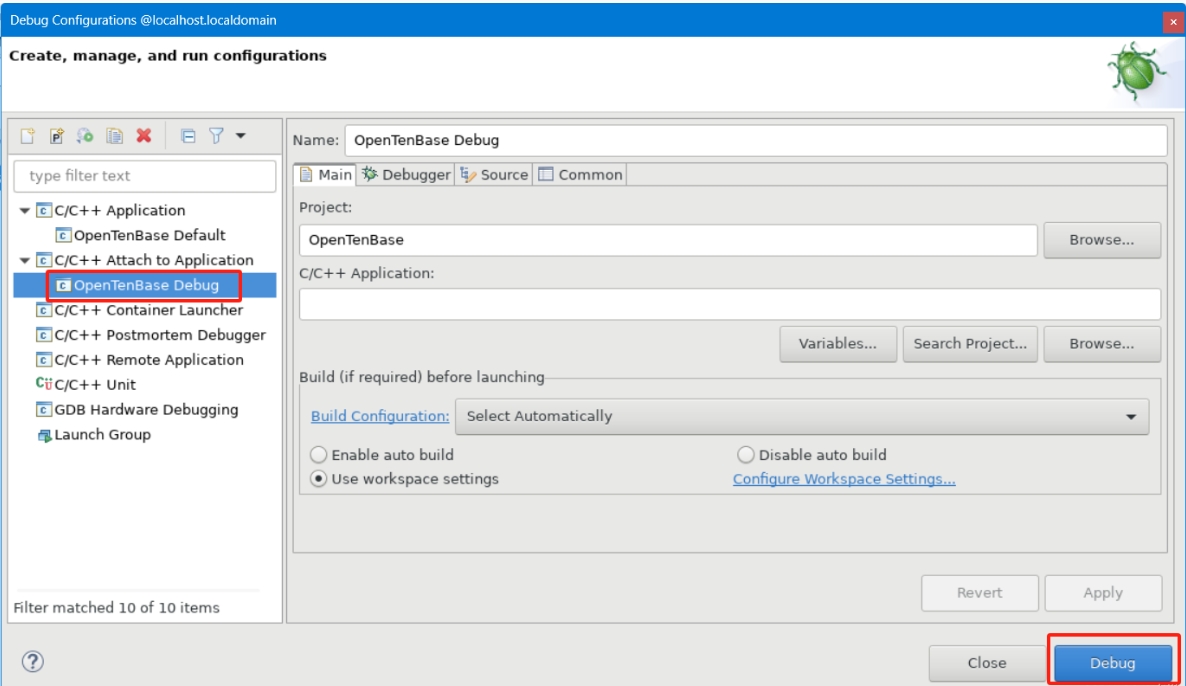 Debug Configurations @localhost.localdomain
Create, manage, and run configurations
type filter text
C/C++ Application
OpenTenBase Default
C/C++ Attach to Application
OpenTenBase Debug
C/C++ Container Launcher
C/C++ Postmortem Debugger
C/C++ Remote Application
C/C++ Unit
GDB Hardware Debugging
Launch Group
Filter matched 10 of 10 items
Name: OpenTenBase Debug
Main Debugger Source Common
Project:
OpenTenBase Browse...
C/C++ Application:
Variables... Search Project... Browse...
Build (if required) before launching
Build Configuration: Select Automatically
Enable auto build Disable auto build
Use workspace settings Configure Workspace Settings...
Revert Apply
Close Debug